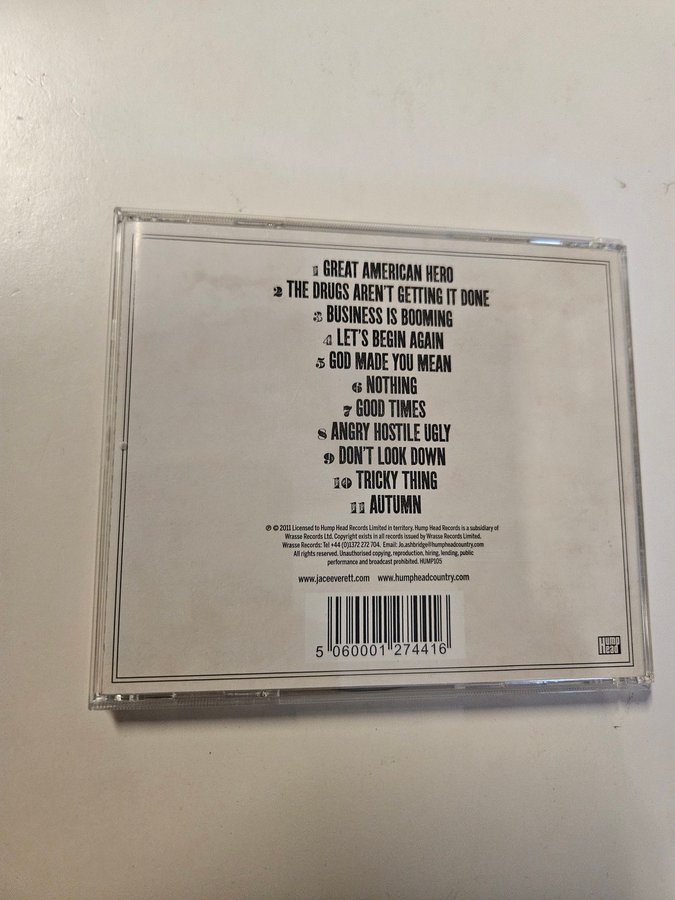 1 GREAT AMERICAN HERO
2 THE DRUGS AREN'T GETTING IT DONE
3 BUSINESS IS BOOMING
4 LET'S BEGIN AGAIN
5 GOD MADE YOU MEAN
6 NOTHING
7 GOOD TIMES
8 ANGRY HOSTILE UGLY
9 DON'T LOOK DOWN
10 TRICKY THING
11 AUTUMN
℗ © 2011 Licensed to Hump Head Records Limited in territory. Hump Head Records is a subsidiary of
Wrasse Records Ltd. Copyright exists in all records issued by Wrasse Records Limited.
Wrasse Records: Tel +44 (0)1372 272 704. Email: Jo.ashbridge@humpheadcountry.com
All rights reserved. Unauthorised copying, reproduction, hiring, lending, public
performance and broadcast prohibited. HUMP105
www.jaceeverett.com www.humpheadcountry.com
5 060001 274416
Hump
Head